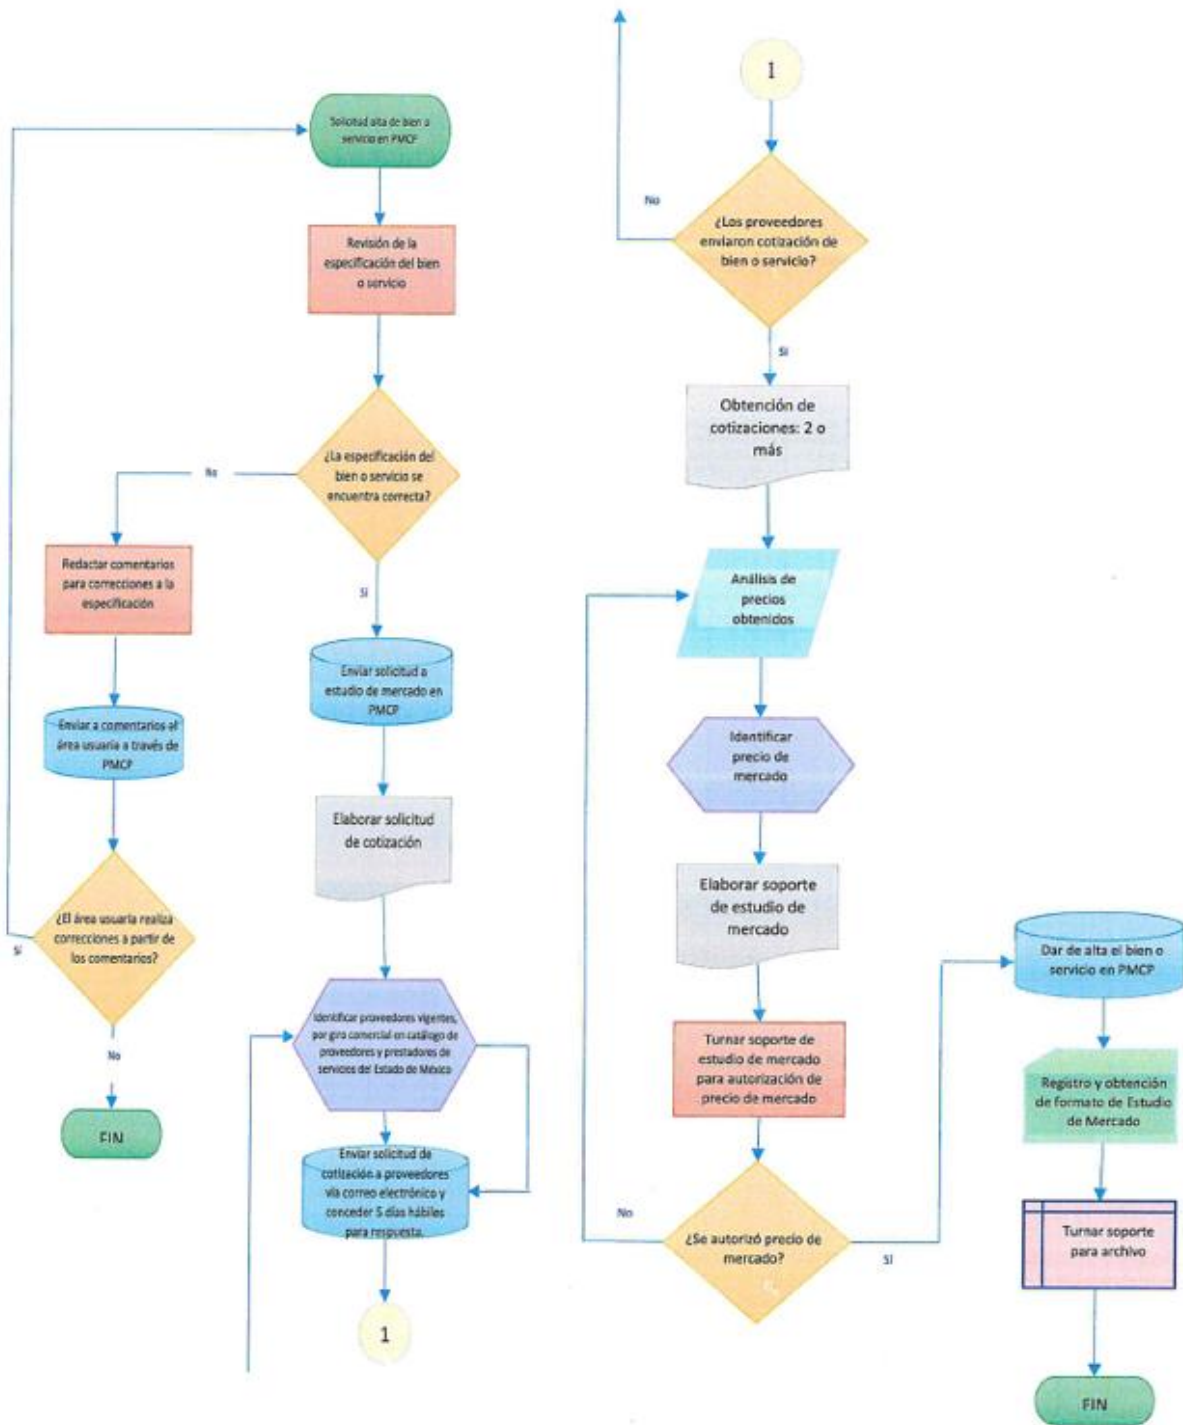 Solicitud alta de bien o
servicio en PMCP
Revisión de la
especificación del bien
o servicio
¿La especificación del
bien o servicio se
encuentra correcta?
No
Redactar comentarios
para correcciones a la
especificación
Enviar a comentarios al
área usuaria a través de
PMCP
¿El área usuaria realiza
correcciones a partir de
los comentarios?
Sí
No
FIN
Sí
Enviar solicitud a
estudio de mercado en
PMCP
Elaborar solicitud
de cotización
Identificar proveedores vigentes,
por giro comercial en catálogo de
proveedores y prestadores de
servicios del Estado de México
Enviar solicitud de
cotización a proveedores
vía correo electrónico y
conceder 5 días hábiles
para respuesta.
1
1
¿Los proveedores
enviaron cotización de
bien o servicio?
No
Sí
Obtención de
cotizaciones: 2 o
más
Análisis de
precios
obtenidos
Identificar
precio de
mercado
Elaborar soporte
de estudio de
mercado
Turnar soporte de
estudio de mercado
para autorización de
precio de mercado
¿Se autorizó precio de
mercado?
No
Sí
Dar de alta el bien o
servicio en PMCP
Registro y obtención
de formato de Estudio
de Mercado
Turnar soporte
para archivo
FIN